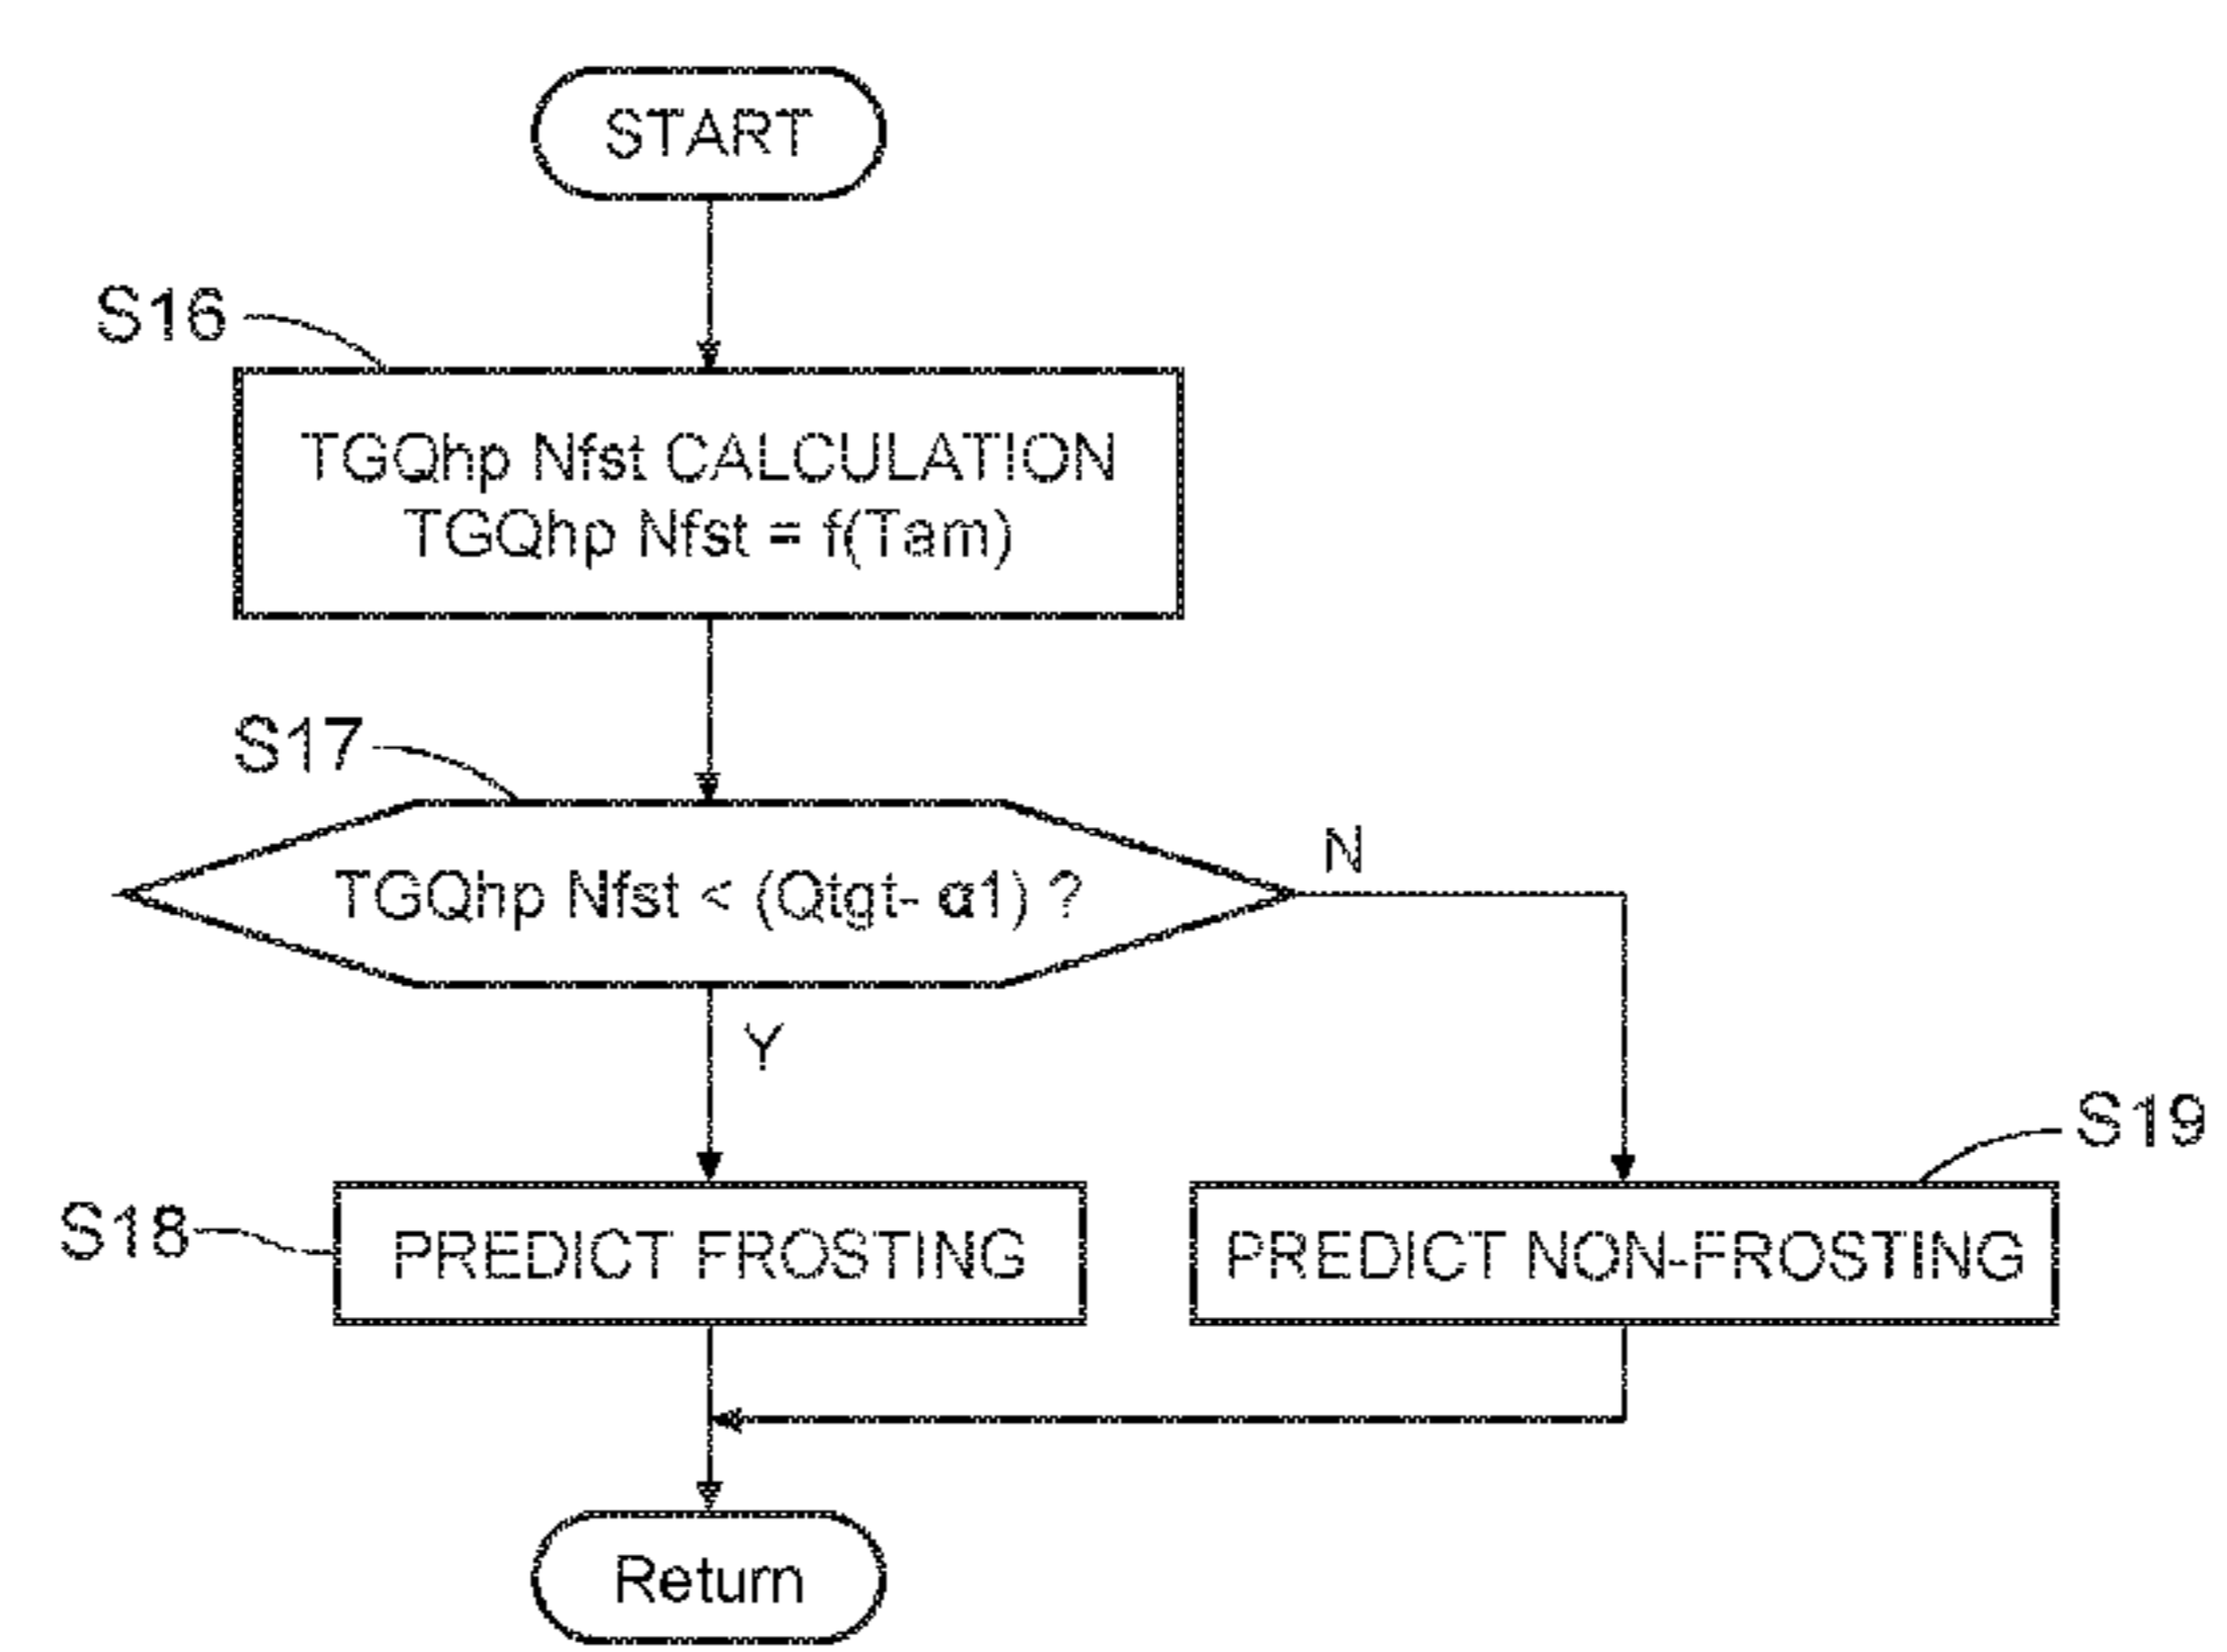 START
S16
TGQhp Nfst CALCULATION
TGQhp Nfst = f(Tam)
S17
TGQhp Nfst < (Qtgt- α1) ?
N
Y
S19
S18
PREDICT FROSTING
PREDICT NON-FROSTING
Return